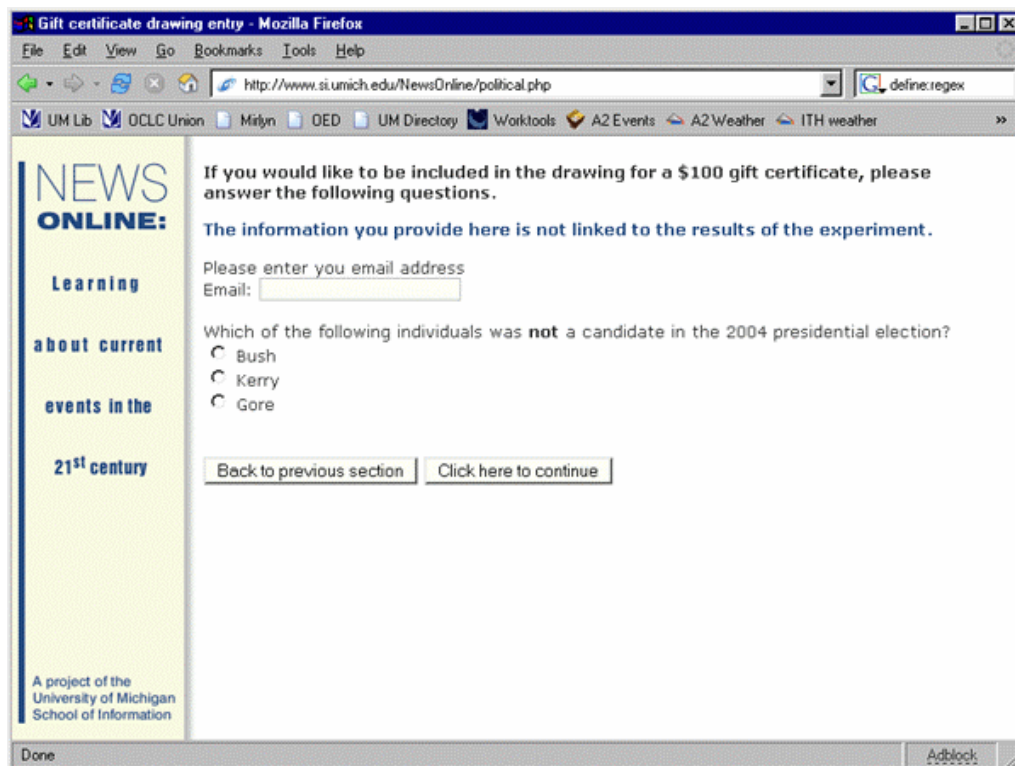 Gift certificate drawing entry - Mozilla Firefox
File Edit View Go Bookmarks Tools Help
http://www.si.umich.edu/NewsOnline/political.php
G define:regex
UM Lib OCLC Union Mirlyn OED UM Directory Worktools A2 Events A2 Weather ITH weather »
NEWS
ONLINE:
Learning
about current
events in the
21st century
A project of the
University of Michigan
School of Information
If you would like to be included in the drawing for a $100 gift certificate, please
answer the following questions.
The information you provide here is not linked to the results of the experiment.
Please enter you email address
Email:
Which of the following individuals was not a candidate in the 2004 presidential election?
Bush
Kerry
Gore
Back to previous section Click here to continue
Done Adblock